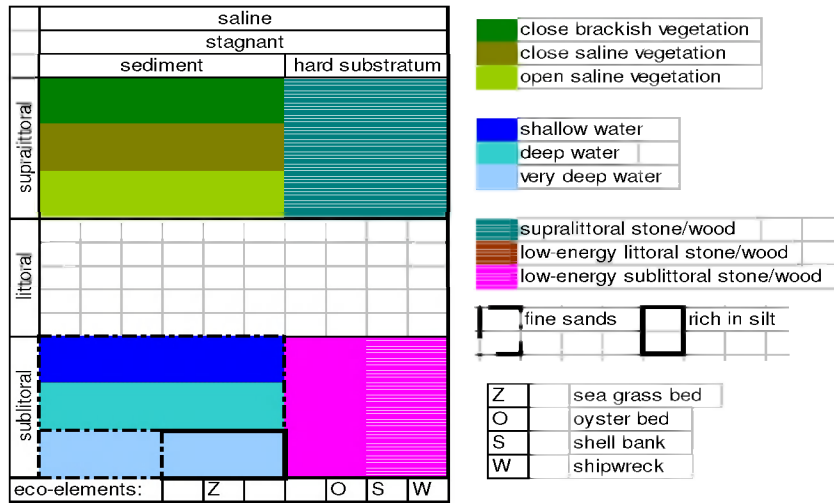 saline
stagnant
sediment hard substratum
supralittoral
littoral
sublitoral
eco-elements: Z O S W
close brackish vegetation
close saline vegetation
open saline vegetation
shallow water
deep water
very deep water
supralittoral stone/wood
low-energy littoral stone/wood
low-energy sublittoral stone/wood
fine sands rich in silt
Z sea grass bed
O oyster bed
S shell bank
W shipwreck